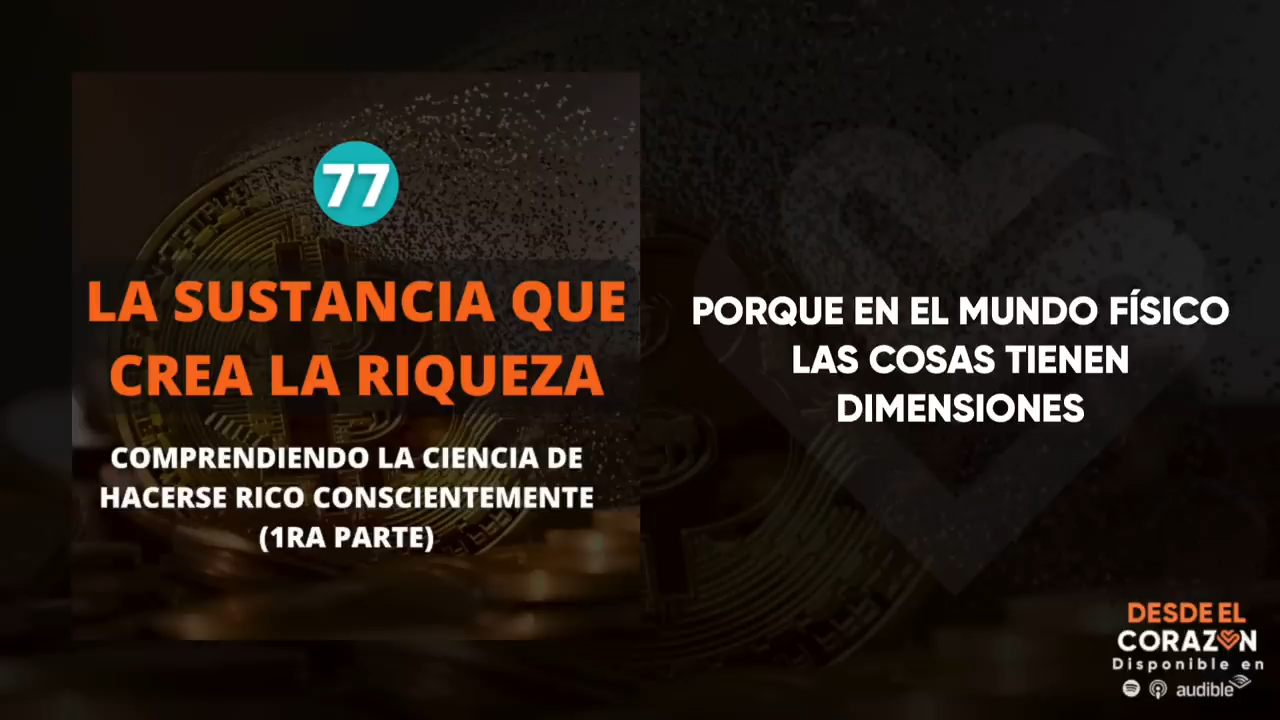 77
LA SUSTANCIA QUE
CREA LA RIQUEZA
COMPRENDIENDO LA CIENCIA DE
HACERSE RICO CONSCIENTEMENTE
(1RA PARTE)
PORQUE EN EL MUNDO FÍSICO
LAS COSAS TIENEN
DIMENSIONES
DESDE EL
CORAZON
Disponible en
audible